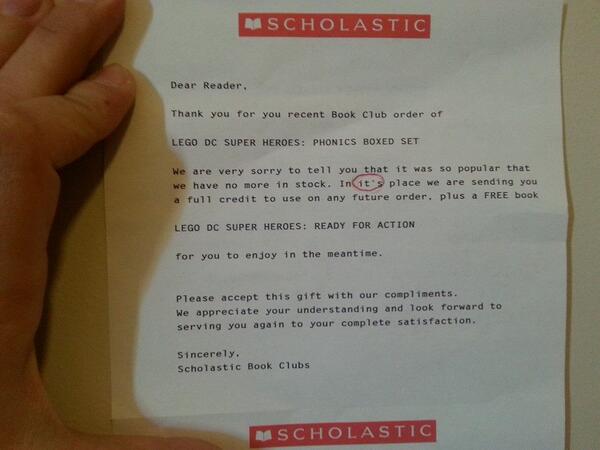 SCHOLASTIC
Dear Reader,
Thank you for you recent Book Club order of
LEGO DC SUPER HEROES: PHONICS BOXED SET
We are very sorry to tell you that it was so popular that
we have no more in stock. In it's place we are sending you
a full credit to use on any future order, plus a FREE book
LEGO DC SUPER HEROES: READY FOR ACTION
for you to enjoy in the meantime.
Please accept this gift with our compliments.
We appreciate your understanding and look forward to
serving you again to your complete satisfaction.
Sincerely,
Scholastic Book Clubs
SCHOLASTIC